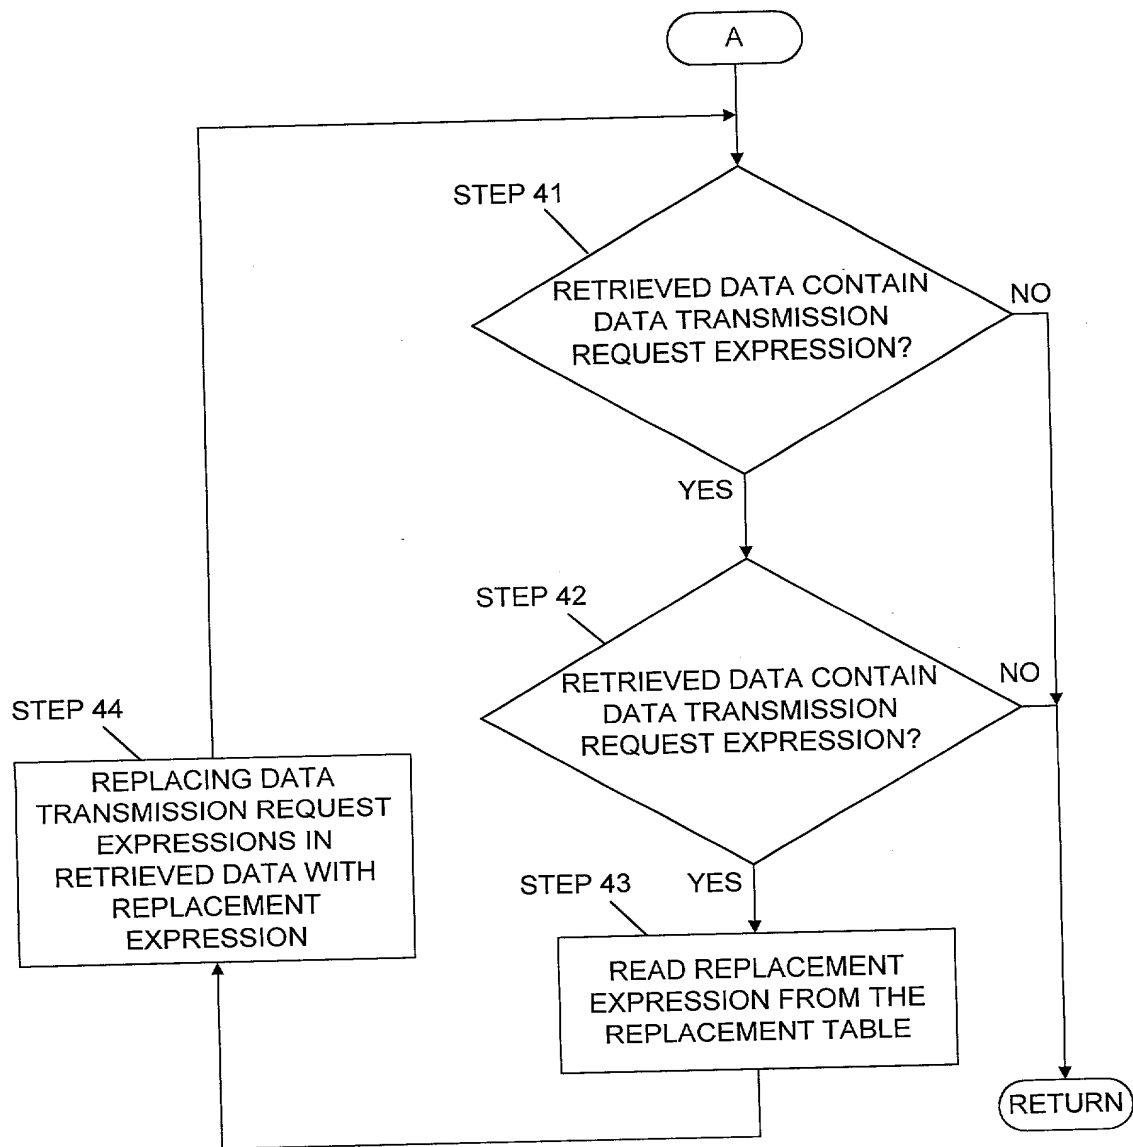 A
STEP 41
RETRIEVED DATA CONTAIN
DATA TRANSMISSION
REQUEST EXPRESSION?
NO
YES
STEP 42
RETRIEVED DATA CONTAIN
DATA TRANSMISSION
REQUEST EXPRESSION?
NO
YES
STEP 43
READ REPLACEMENT
EXPRESSION FROM THE
REPLACEMENT TABLE
STEP 44
REPLACING DATA
TRANSMISSION REQUEST
EXPRESSIONS IN
RETRIEVED DATA WITH
REPLACEMENT
EXPRESSION
RETURN